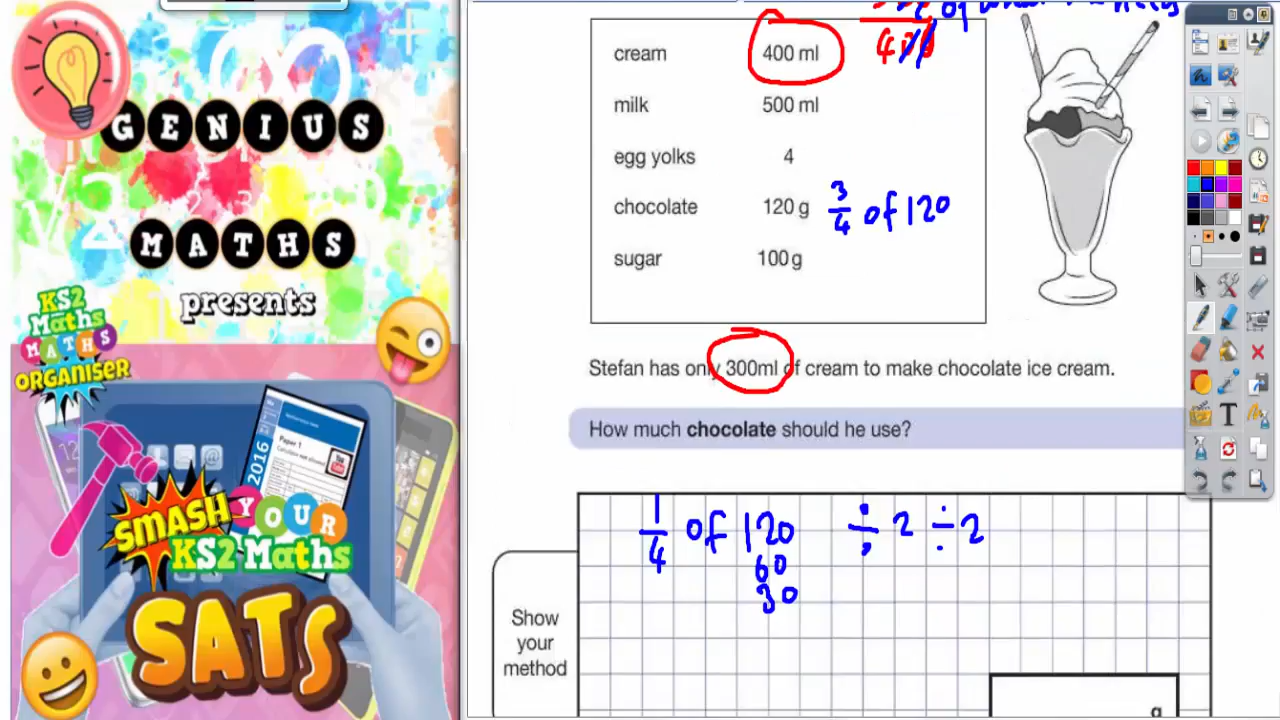 GENIUS
MATHS
presents
KS2
Maths
MATHS
ORGANISER
2016
Paper 1
SMASH YOUR
KS2 Maths
SATS
cream 400 ml
4
milk 500 ml
egg yolks 4
chocolate 120 g 3/4 of 120
sugar 100 g
Stefan has only 300ml of cream to make chocolate ice cream.
How much chocolate should he use?
1/4 of 120 ÷ 2 ÷ 2
60
30
Show
your
method
g
T